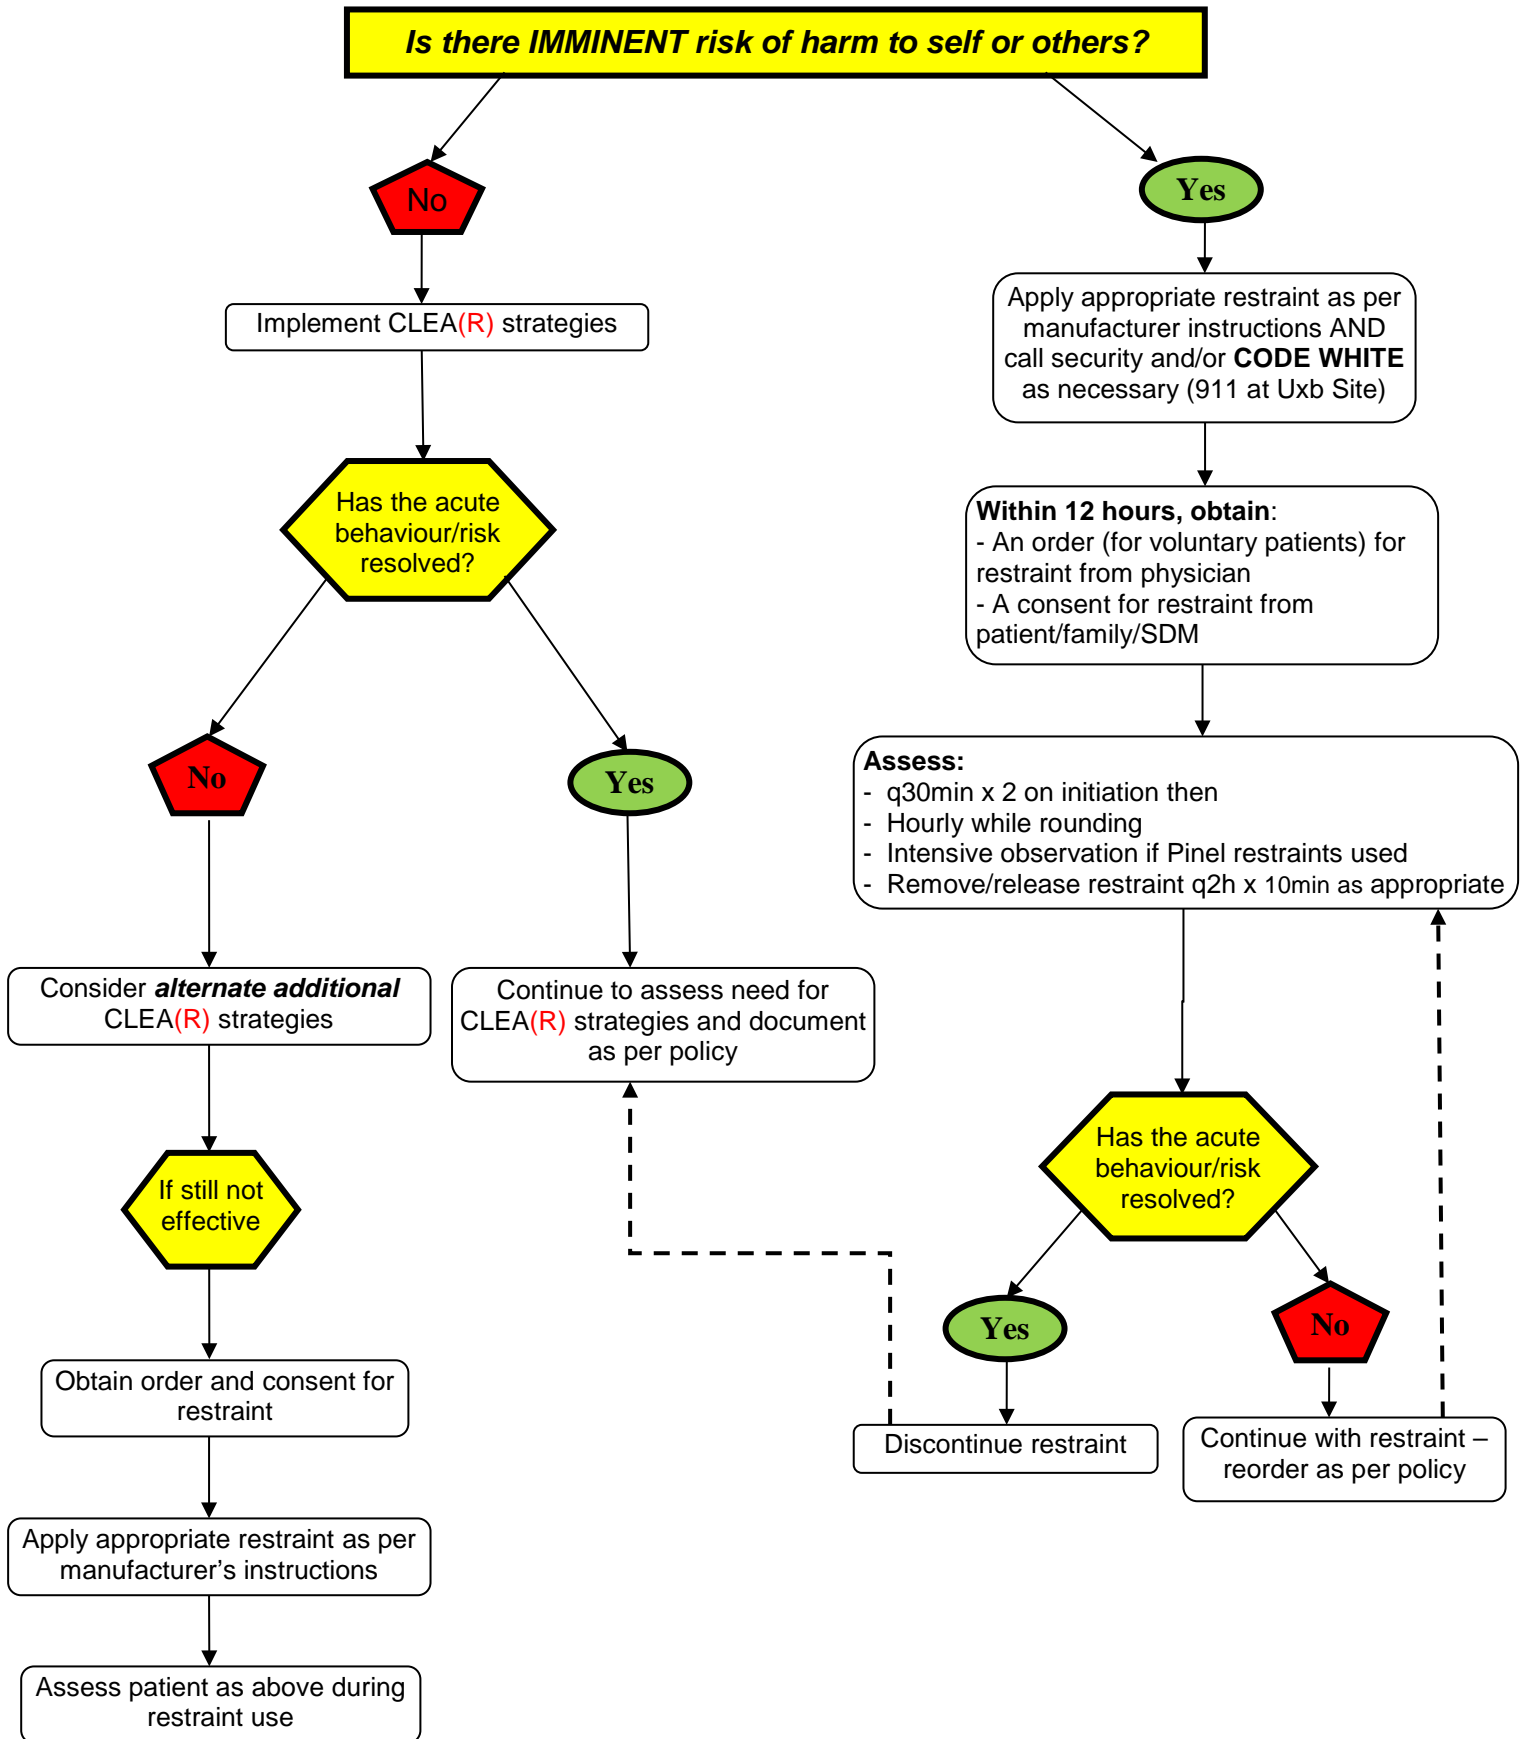 Is there IMMINENT risk of harm to self or others?
No
Yes
Implement CLEA(R) strategies
Apply appropriate restraint as per
manufacturer instructions AND
call security and/or CODE WHITE
as necessary (911 at Uxb Site)
Has the acute
behaviour/risk
resolved?
Within 12 hours, obtain:
- An order (for voluntary patients) for
restraint from physician
- A consent for restraint from
patient/family/SDM
No
Yes
Assess:
- q30min x 2 on initiation then
- Hourly while rounding
- Intensive observation if Pinel restraints used
- Remove/release restraint q2h x 10min as appropriate
Consider alternate additional
CLEA(R) strategies
Continue to assess need for
CLEA(R) strategies and document
as per policy
If still not
effective
Has the acute
behaviour/risk
resolved?
Yes
No
Obtain order and consent for
restraint
Discontinue restraint
Continue with restraint –
reorder as per policy
Apply appropriate restraint as per
manufacturer’s instructions
Assess patient as above during
restraint use